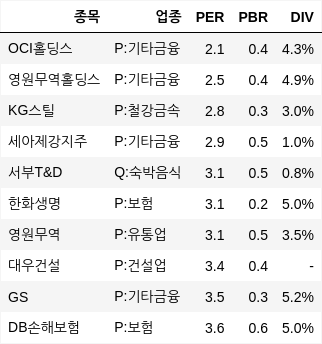 종목 업종 PER PBR DIV
OCI홀딩스 P:기타금융 2.1 0.4 4.3%
영원무역홀딩스 P:기타금융 2.5 0.4 4.9%
KG스틸 P:철강금속 2.8 0.3 3.0%
세아제강지주 P:기타금융 2.9 0.5 1.0%
서부T&D Q:숙박음식 3.1 0.5 0.8%
한화생명 P:보험 3.1 0.2 5.0%
영원무역 P:유통업 3.1 0.5 3.5%
대우건설 P:건설업 3.4 0.4 -
GS P:기타금융 3.5 0.3 5.2%
DB손해보험 P:보험 3.6 0.6 5.0%